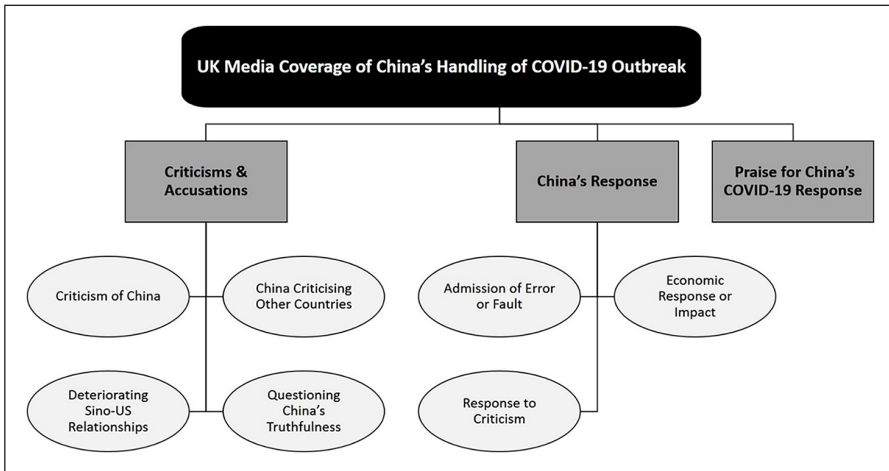 UK Media Coverage of China's Handling of COVID-19 Outbreak
Criticisms &
Accusations
China's Response
Praise for China's
COVID-19 Response
Criticism of China
China Criticising
Other Countries
Admission of Error
or Fault
Economic
Response or
Impact
Deteriorating
Sino-US
Relationships
Questioning
China's
Truthfulness
Response to
Criticism